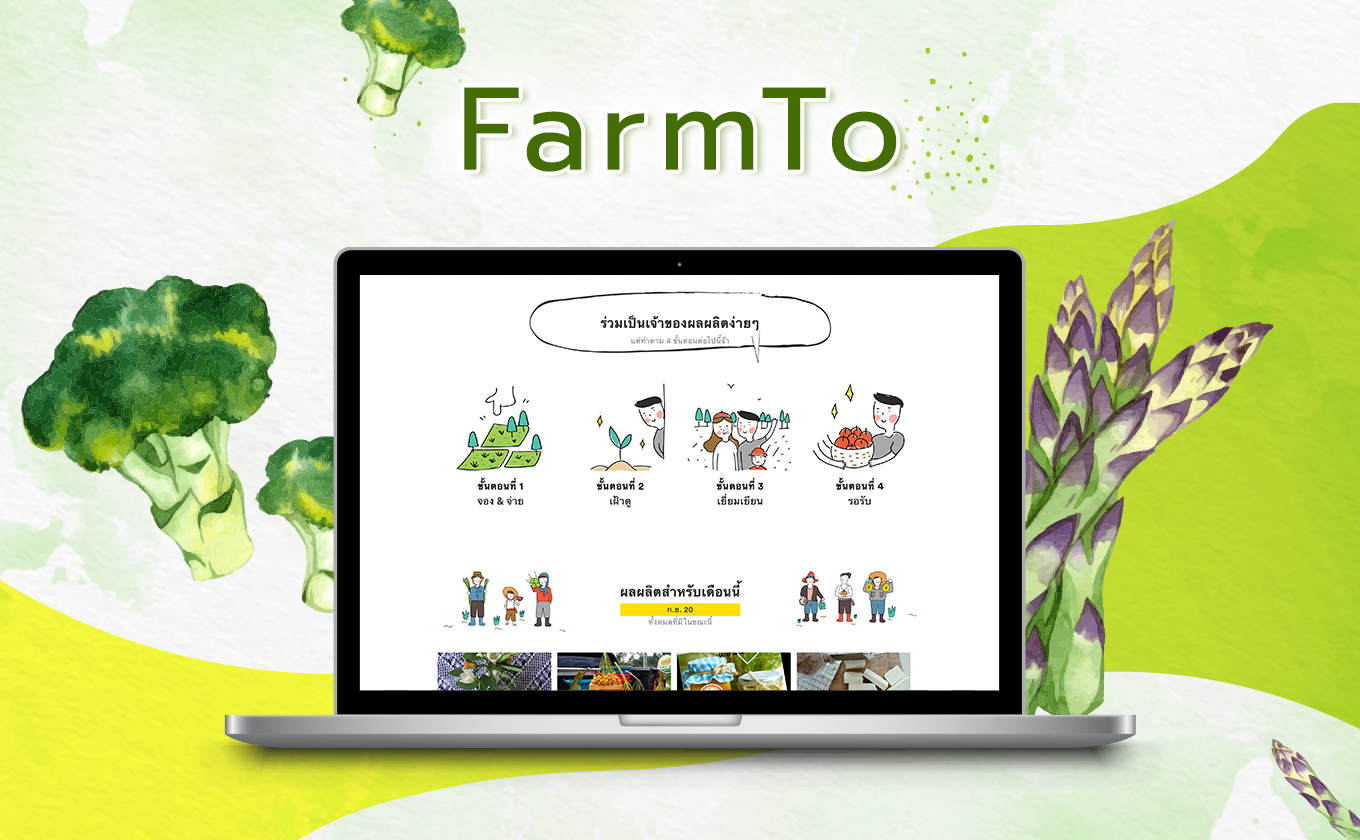 FarmTo
ร่วมเป็นเจ้าของผลผลิตง่ายๆ
แค่ทำตาม 4 ขั้นตอนต่อไปนี้จ้า
ขั้นตอนที่ 1
จอง & จ่าย
ขั้นตอนที่ 2
เฝ้าดู
ขั้นตอนที่ 3
เยี่ยมเยียน
ขั้นตอนที่ 4
รอรับ
ผลผลิตสำหรับเดือนนี้
ก.ย. 20
ทั้งหมดที่มีในขณะนี้